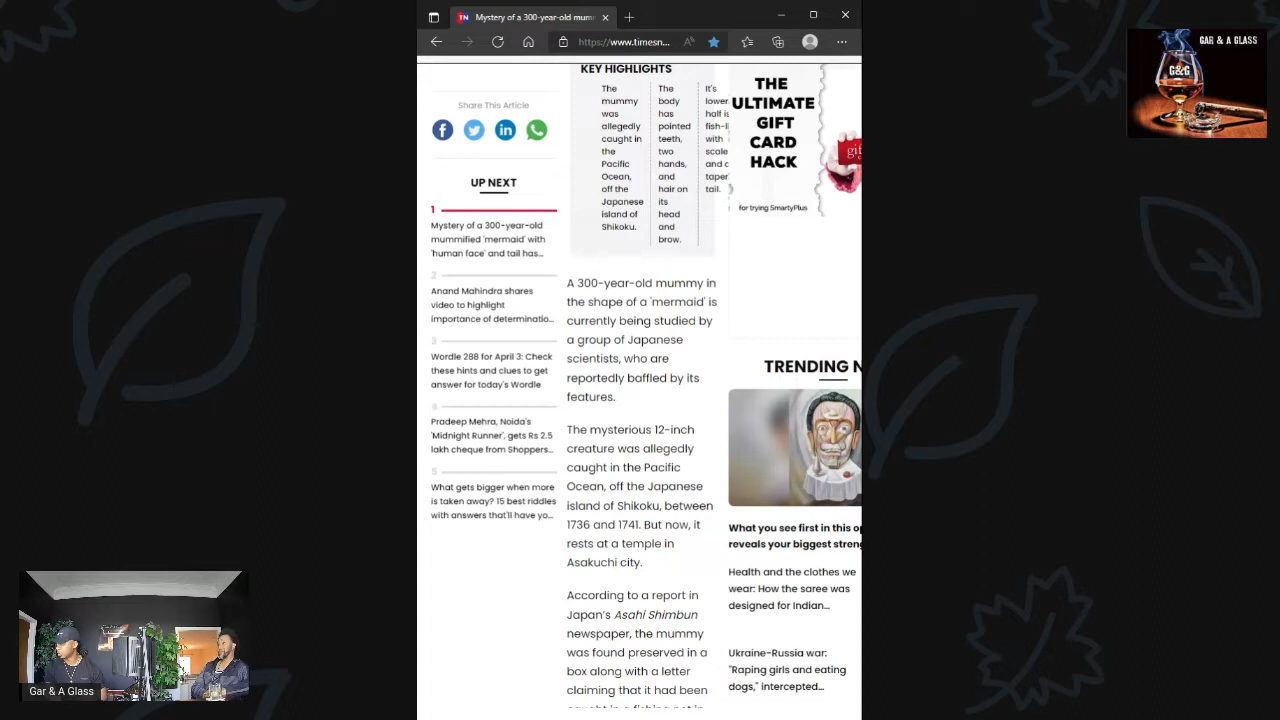 Mystery of a 300-year-old mum
https://www.timesn...
GAR & A GLASS
G&G
Share This Article
UP NEXT
1
Mystery of a 300-year-old
mummified 'mermaid' with
'human face' and tail has...
2
Anand Mahindra shares
video to highlight
importance of determinatio...
3
Wordle 288 for April 3: Check
these hints and clues to get
answer for today's Wordle
4
Pradeep Mehra, Noida's
'Midnight Runner', gets Rs 2.5
lakh cheque from Shoppers...
5
What gets bigger when more
is taken away? 15 best riddles
with answers that'll have yo...
KEY HIGHLIGHTS
The
mummy
was
allegedly
caught in
the
Pacific
Ocean,
off the
Japanese
island of
Shikoku.
The
body
has
pointed
teeth,
two
hands,
and
hair on
its
head
and
brow.
It's
lower
half is
fish-li
with
scale
and a
taper
tail.
A 300-year-old mummy in
the shape of a 'mermaid' is
currently being studied by
a group of Japanese
scientists, who are
reportedly baffled by its
features.
The mysterious 12-inch
creature was allegedly
caught in the Pacific
Ocean, off the Japanese
island of Shikoku, between
1736 and 1741. But now, it
rests at a temple in
Asakuchi city.
According to a report in
Japan's Asahi Shimbun
newspaper, the mummy
was found preserved in a
box along with a letter
claiming that it had been
THE
ULTIMATE
GIFT
CARD
HACK
gif
for trying SmartyPlus
TRENDING N
What you see first in this op
reveals your biggest streng
Health and the clothes we
wear: How the saree was
designed for Indian...
Ukraine-Russia war:
"Raping girls and eating
dogs," intercepted...
Gar & A Glass